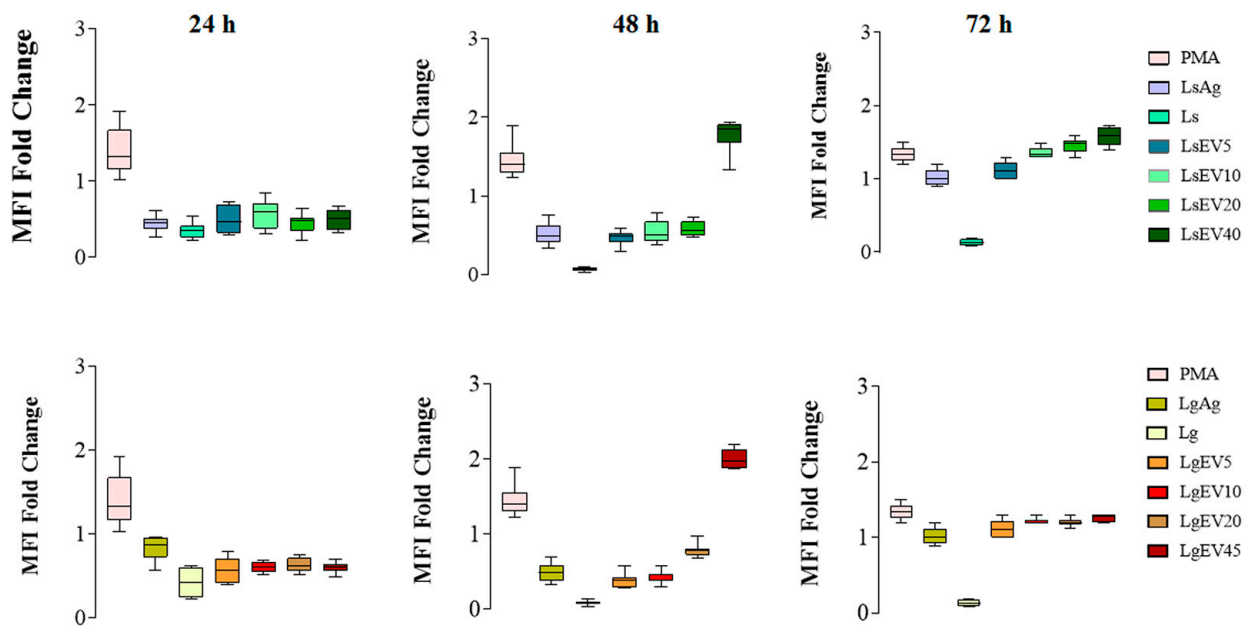 24 h
48 h
72 h
MFI Fold Change
3
2
1
0
MFI Fold Change
3
2
1
0
MFI Fold Change
3
2
1
0
PMA
LsAg
Ls
LsEV5
LsEV10
LsEV20
LsEV40
MFI Fold Change
3
2
1
0
MFI Fold Change
3
2
1
0
MFI Fold Change
3
2
1
0
PMA
LgAg
Lg
LgEV5
LgEV10
LgEV20
LgEV45